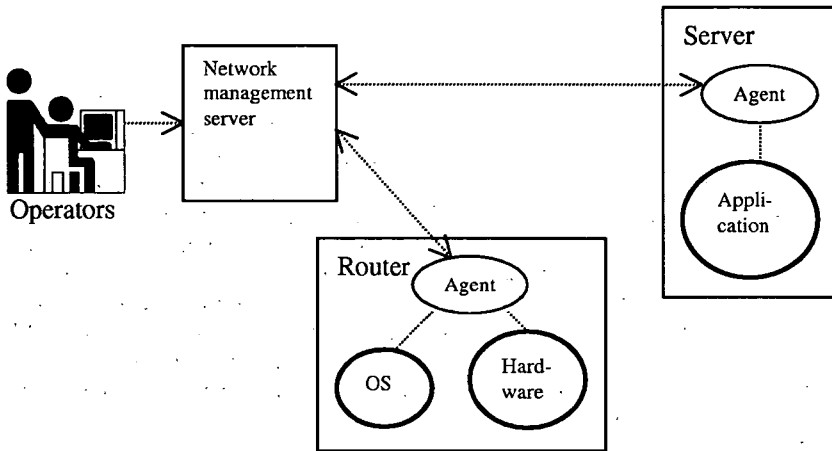 Server
Network
management
server
Agent
Operators
Appli-
cation
Router
Agent
OS
Hard-
ware